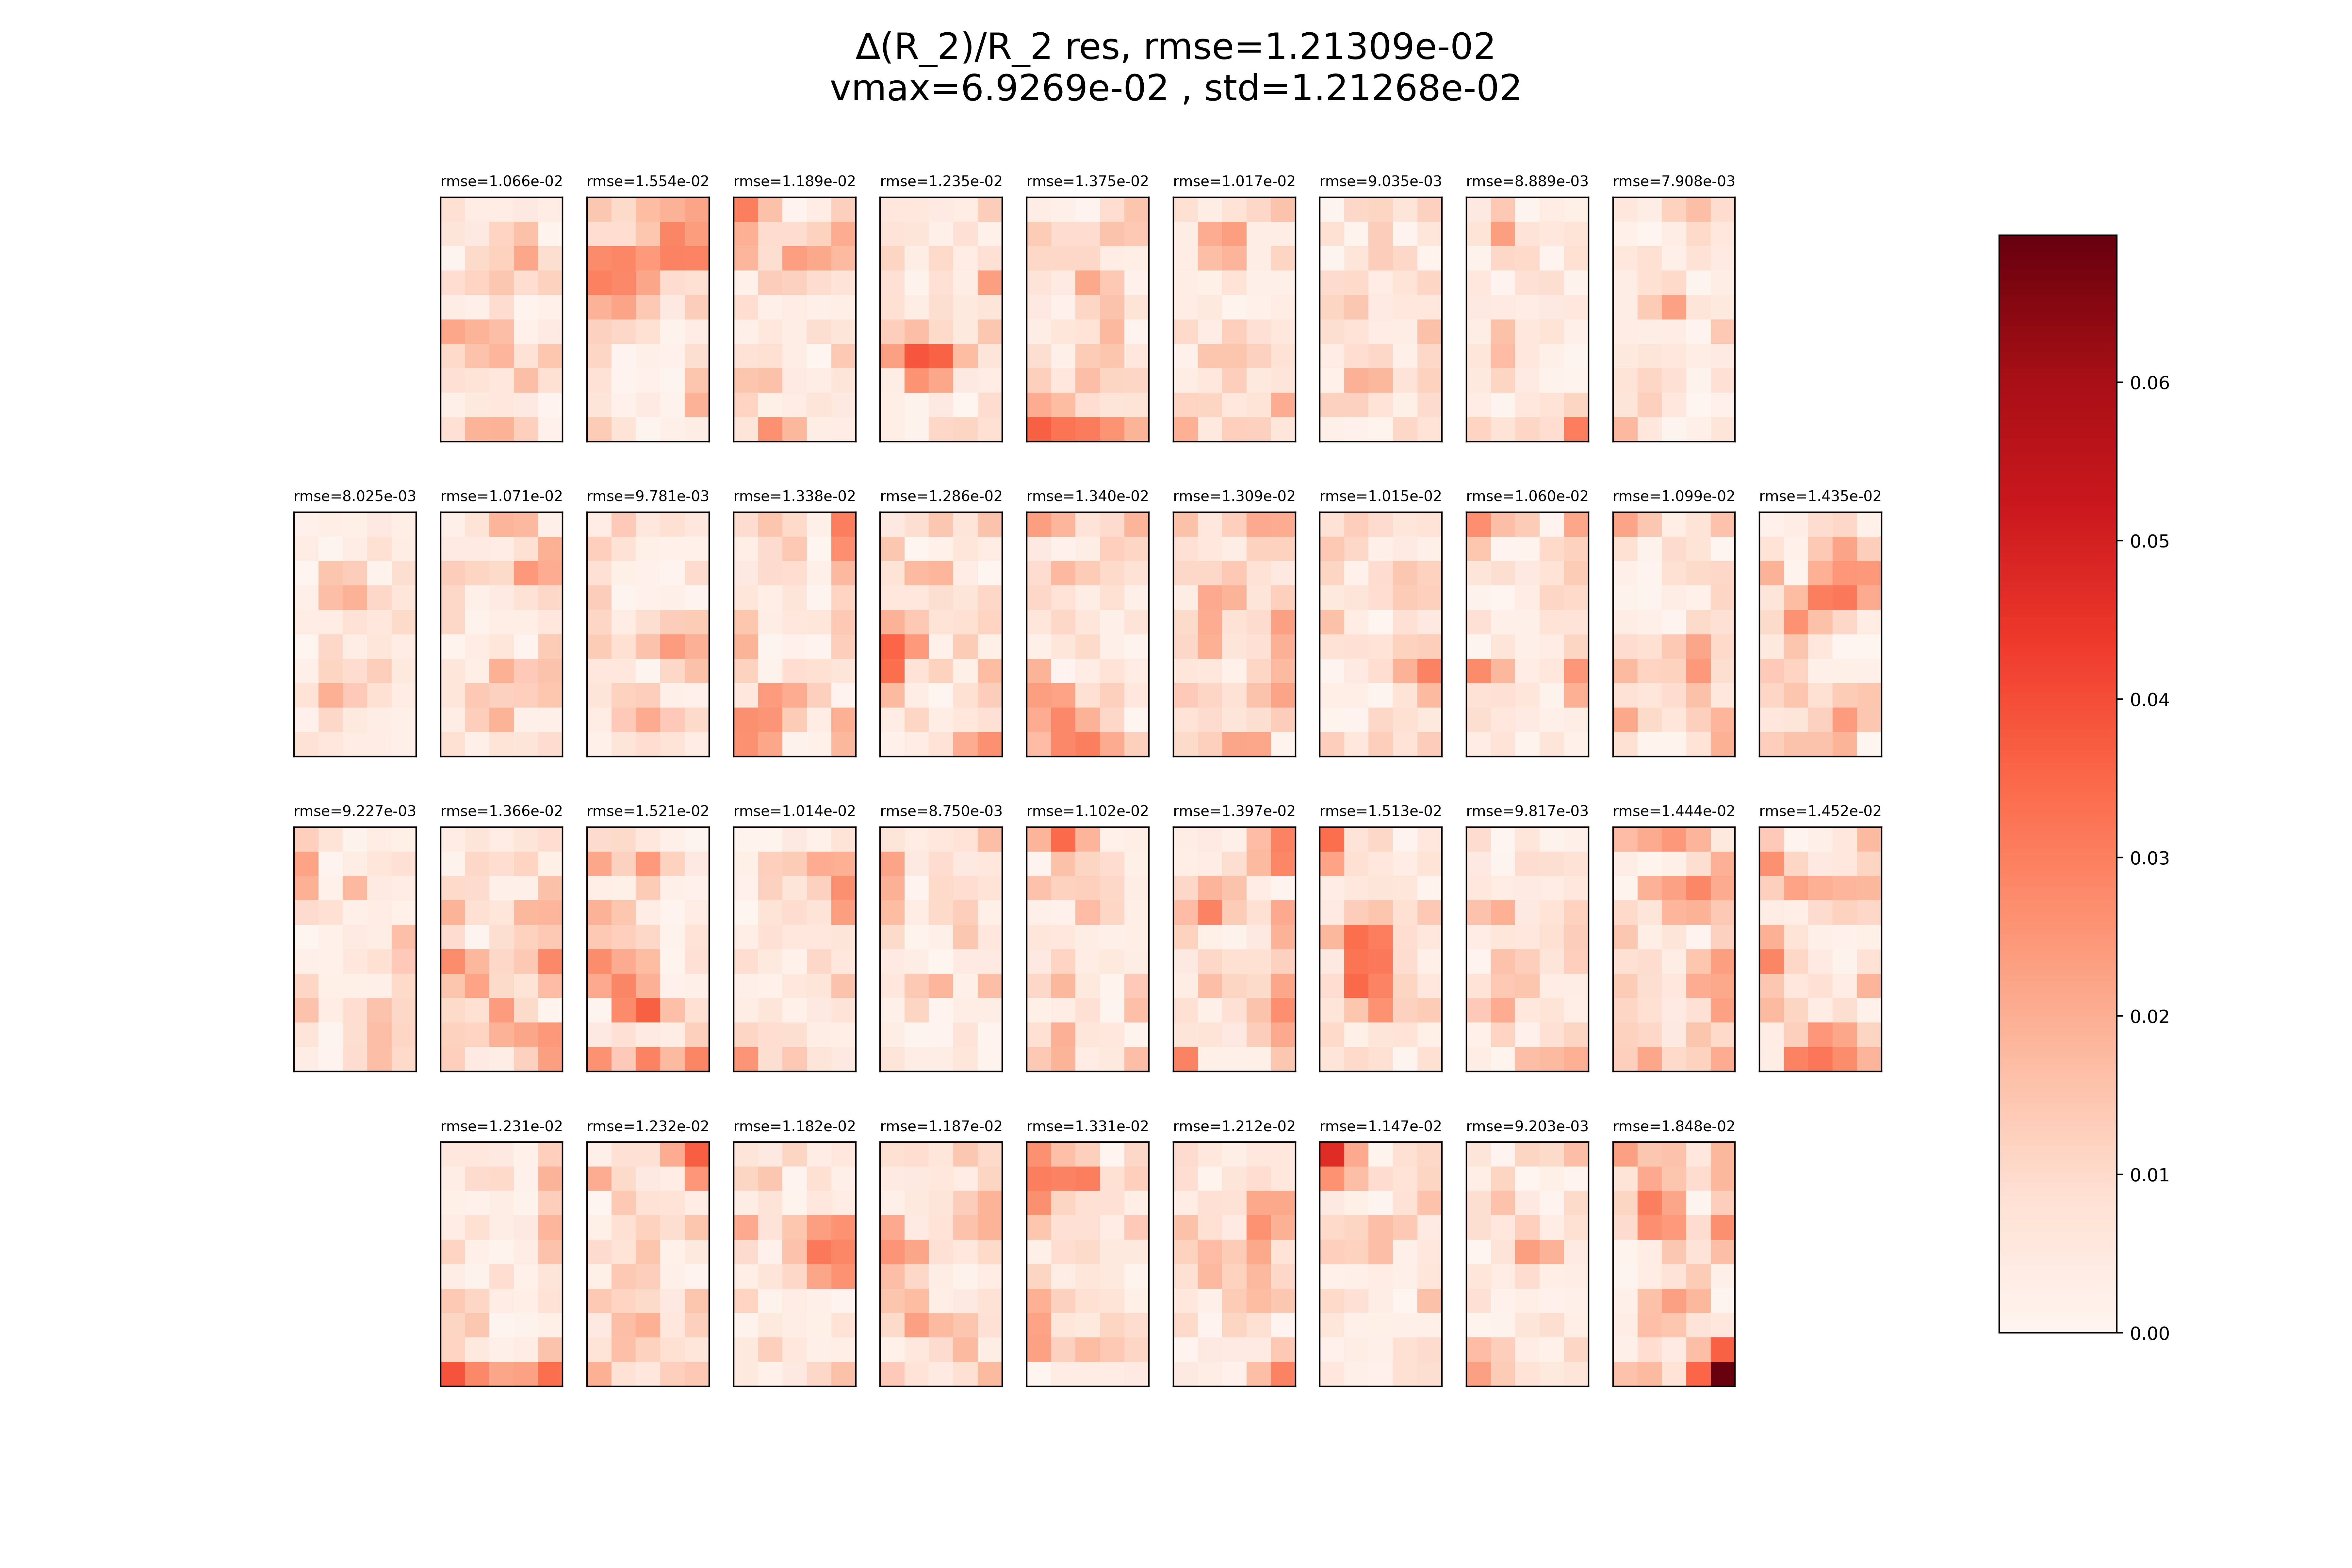 Δ(R_2)/R_2 res, rmse=1.21309e-02
vmax=6.9269e-02 , std=1.21268e-02
rmse=1.066e-02 rmse=1.554e-02 rmse=1.189e-02 rmse=1.235e-02 rmse=1.375e-02 rmse=1.017e-02 rmse=9.035e-03 rmse=8.889e-03 rmse=7.908e-03
rmse=8.025e-03 rmse=1.071e-02 rmse=9.781e-03 rmse=1.338e-02 rmse=1.286e-02 rmse=1.340e-02 rmse=1.309e-02 rmse=1.015e-02 rmse=1.060e-02 rmse=1.099e-02 rmse=1.435e-02
rmse=9.227e-03 rmse=1.366e-02 rmse=1.521e-02 rmse=1.014e-02 rmse=8.750e-03 rmse=1.102e-02 rmse=1.397e-02 rmse=1.513e-02 rmse=9.817e-03 rmse=1.444e-02 rmse=1.452e-02
rmse=1.231e-02 rmse=1.232e-02 rmse=1.182e-02 rmse=1.187e-02 rmse=1.331e-02 rmse=1.212e-02 rmse=1.147e-02 rmse=9.203e-03 rmse=1.848e-02
0.06
0.05
0.04
0.03
0.02
0.01
0.00